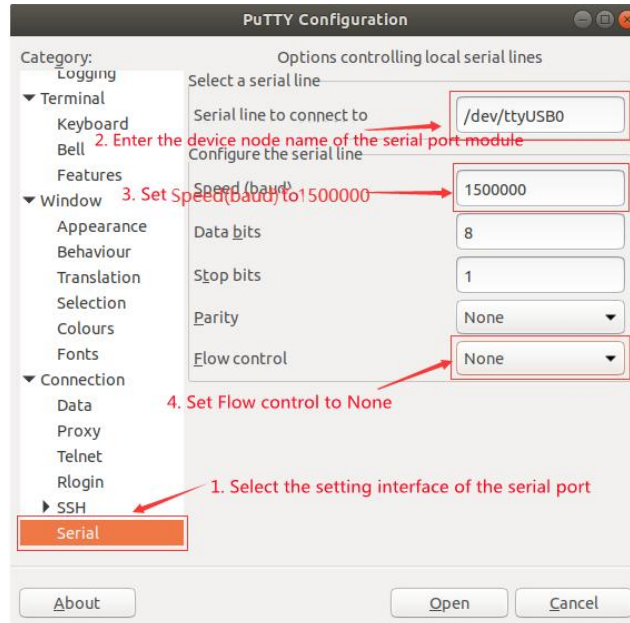 PuTTY Configuration
Category:
Logging
Terminal
Keyboard
Bell
Features
Window
Appearance
Behaviour
Translation
Selection
Colours
Fonts
Connection
Data
Proxy
Telnet
Rlogin
SSH
Serial
Options controlling local serial lines
Select a serial line
Serial line to connect to
/dev/ttyUSB0
2. Enter the device node name of the serial port module
Configure the serial line
Speed (baud)
1500000
3. Set Speed(baud) to1500000
Data bits
8
Stop bits
1
Parity
None
Flow control
None
4. Set Flow control to None
1. Select the setting interface of the serial port
About
Open
Cancel